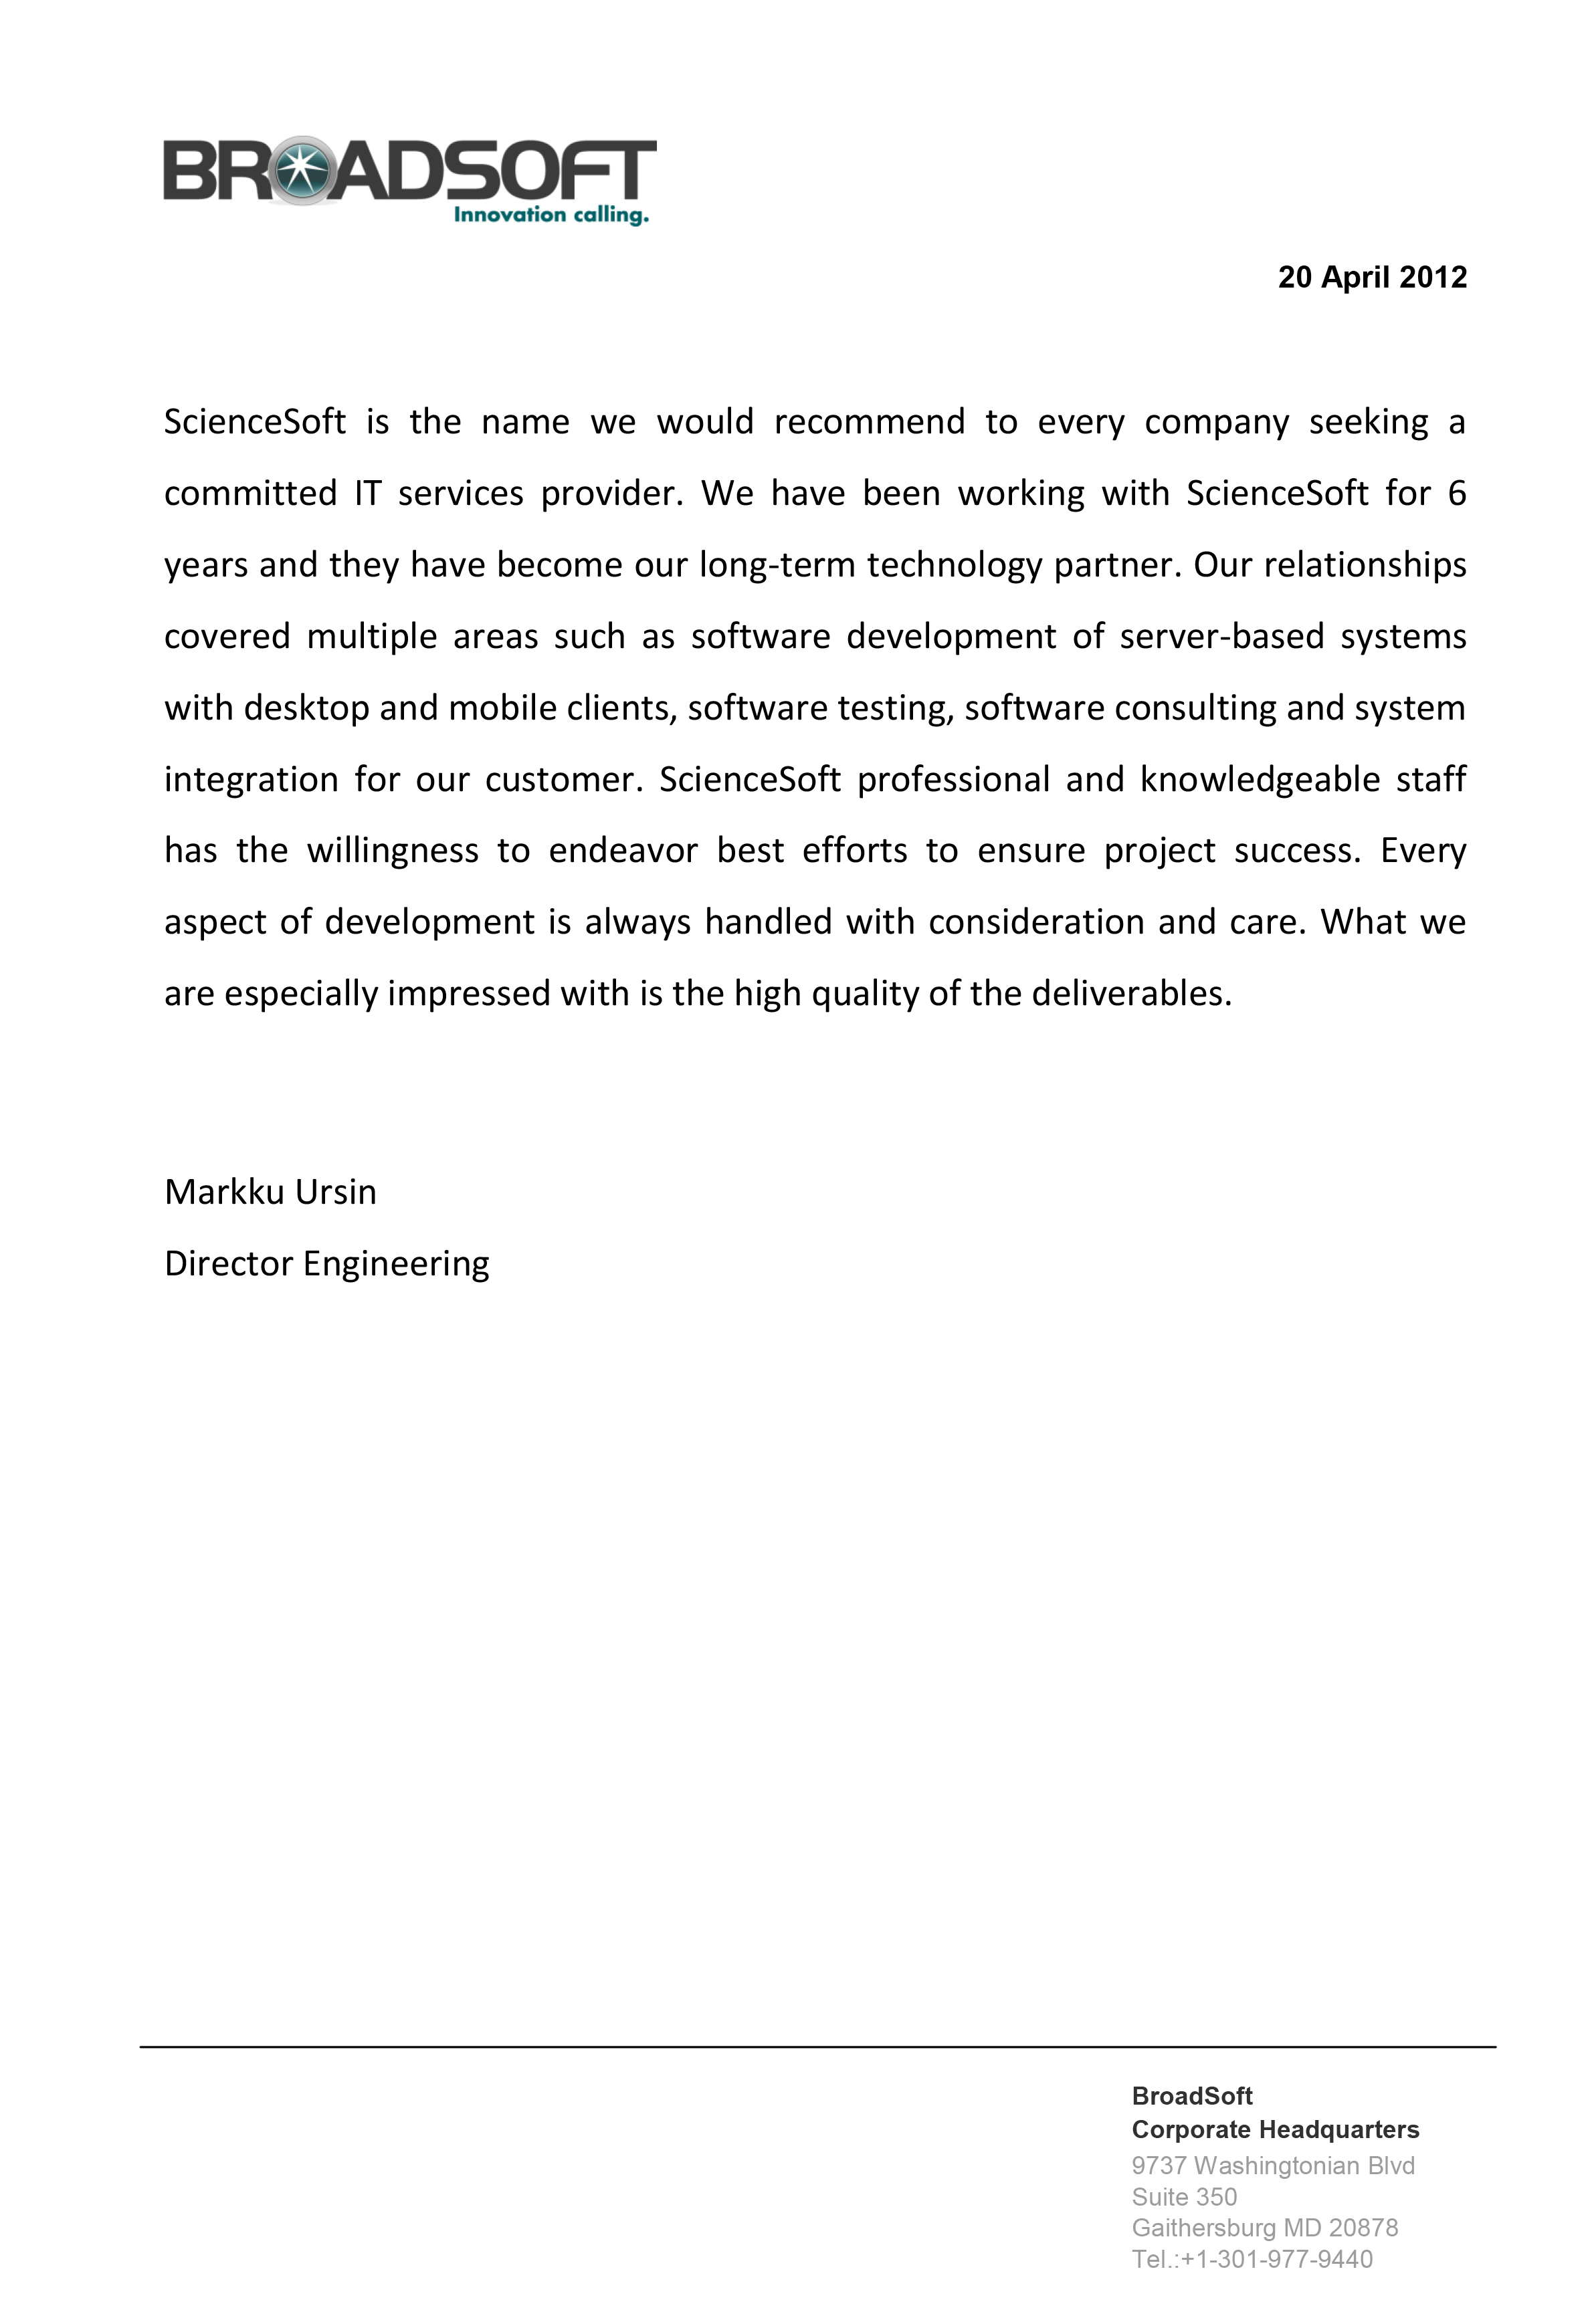 BROADSOFT
Innovation calling.
20 April 2012
ScienceSoft is the name we would recommend to every company seeking a
committed IT services provider. We have been working with ScienceSoft for 6
years and they have become our long-term technology partner. Our relationships
covered multiple areas such as software development of server-based systems
with desktop and mobile clients, software testing, software consulting and system
integration for our customer. ScienceSoft professional and knowledgeable staff
has the willingness to endeavor best efforts to ensure project success. Every
aspect of development is always handled with consideration and care. What we
are especially impressed with is the high quality of the deliverables.
Markku Ursin
Director Engineering
BroadSoft
Corporate Headquarters
9737 Washingtonian Blvd
Suite 350
Gaithersburg MD 20878
Tel.:+1-301-977-9440